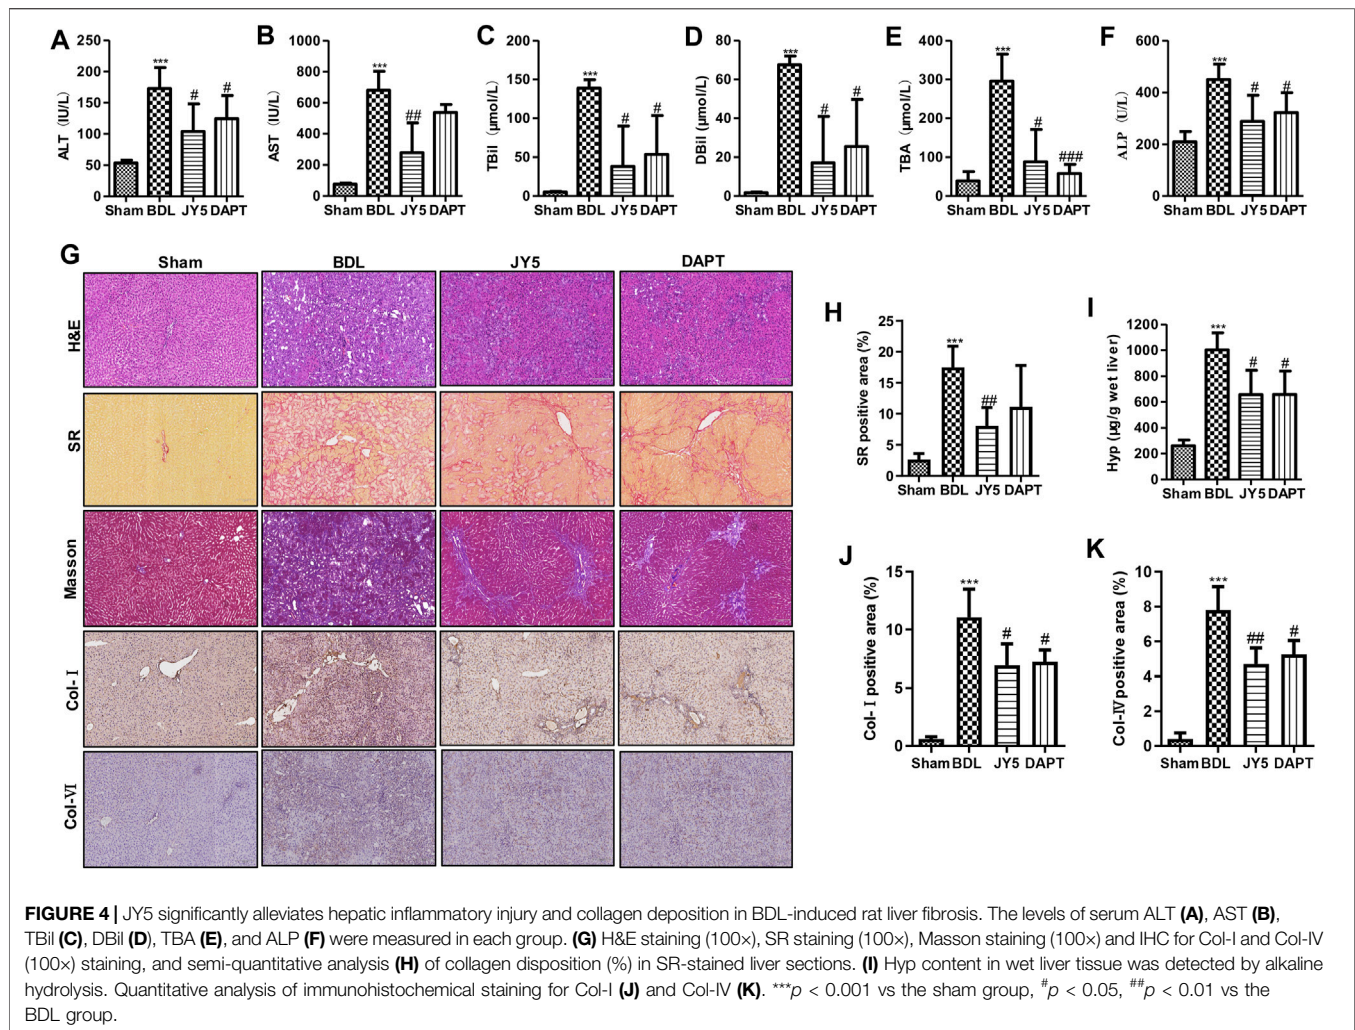 A
B
C
D
E
F
250
200
150
100
50
0
ALT (IU/L)
***
#
#
Sham BDL JY5 DAPT
1000
800
600
400
200
0
AST (IU/L)
***
##
Sham BDL JY5 DAPT
200
150
100
50
0
TBil (µmol/L)
***
#
#
Sham BDL JY5 DAPT
80
60
40
20
0
DBil (µmol/L)
***
#
#
Sham BDL JY5 DAPT
400
300
200
100
0
TBA (µmol/L)
***
#
###
Sham BDL JY5 DAPT
600
400
200
0
ALP (U/L)
***
#
#
Sham BDL JY5 DAPT
G
Sham BDL JY5 DAPT
H&E
SR
Masson
Col- I
Col-VI
H
25
20
15
10
5
0
SR positive area (%)
***
##
Sham BDL JY5 DAPT
I
1200
1000
800
600
400
200
0
Hyp (µg/g wet liver)
***
#
#
Sham BDL JY5 DAPT
J
15
10
5
0
Col- I positive area (%)
***
#
#
Sham BDL JY5 DAPT
K
10
8
6
4
2
0
Col-Ⅳ positive area (%)
***
##
#
Sham BDL JY5 DAPT
FIGURE 4 | JY5 significantly alleviates hepatic inflammatory injury and collagen deposition in BDL-induced rat liver fibrosis. The levels of serum ALT (A), AST (B),
TBil (C), DBil (D), TBA (E), and ALP (F) were measured in each group. (G) H&E staining (100×), SR staining (100×), Masson staining (100×) and IHC for Col-I and Col-IV
(100×) staining, and semi-quantitative analysis (H) of collagen disposition (%) in SR-stained liver sections. (I) Hyp content in wet liver tissue was detected by alkaline
hydrolysis. Quantitative analysis of immunohistochemical staining for Col-I (J) and Col-IV (K). ***p < 0.001 vs the sham group, #p < 0.05, ##p < 0.01 vs the
BDL group.